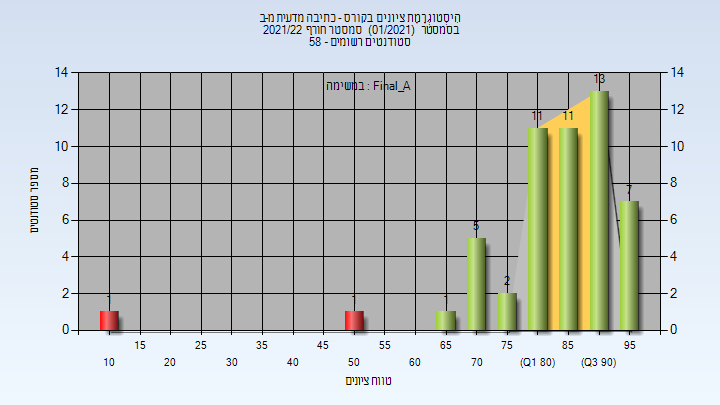 היסטוגרמת ציונים בקורס - כתיבה מדעית מ-ב
בסמסטר (01/2021) סמסטר חורף 2021/22
סטודנטים רשומים - 58
במשימה : Final_A
14 14
12 12
10 10
8 8
6 6
4 4
2 2
0 0
1 1 1 5 2 11 11 13 7
מספר סטודנטים
15 25 35 45 55 65 75 85 95
10 20 30 40 50 60 70 (Q1 80) (Q3 90)
טווח ציונים